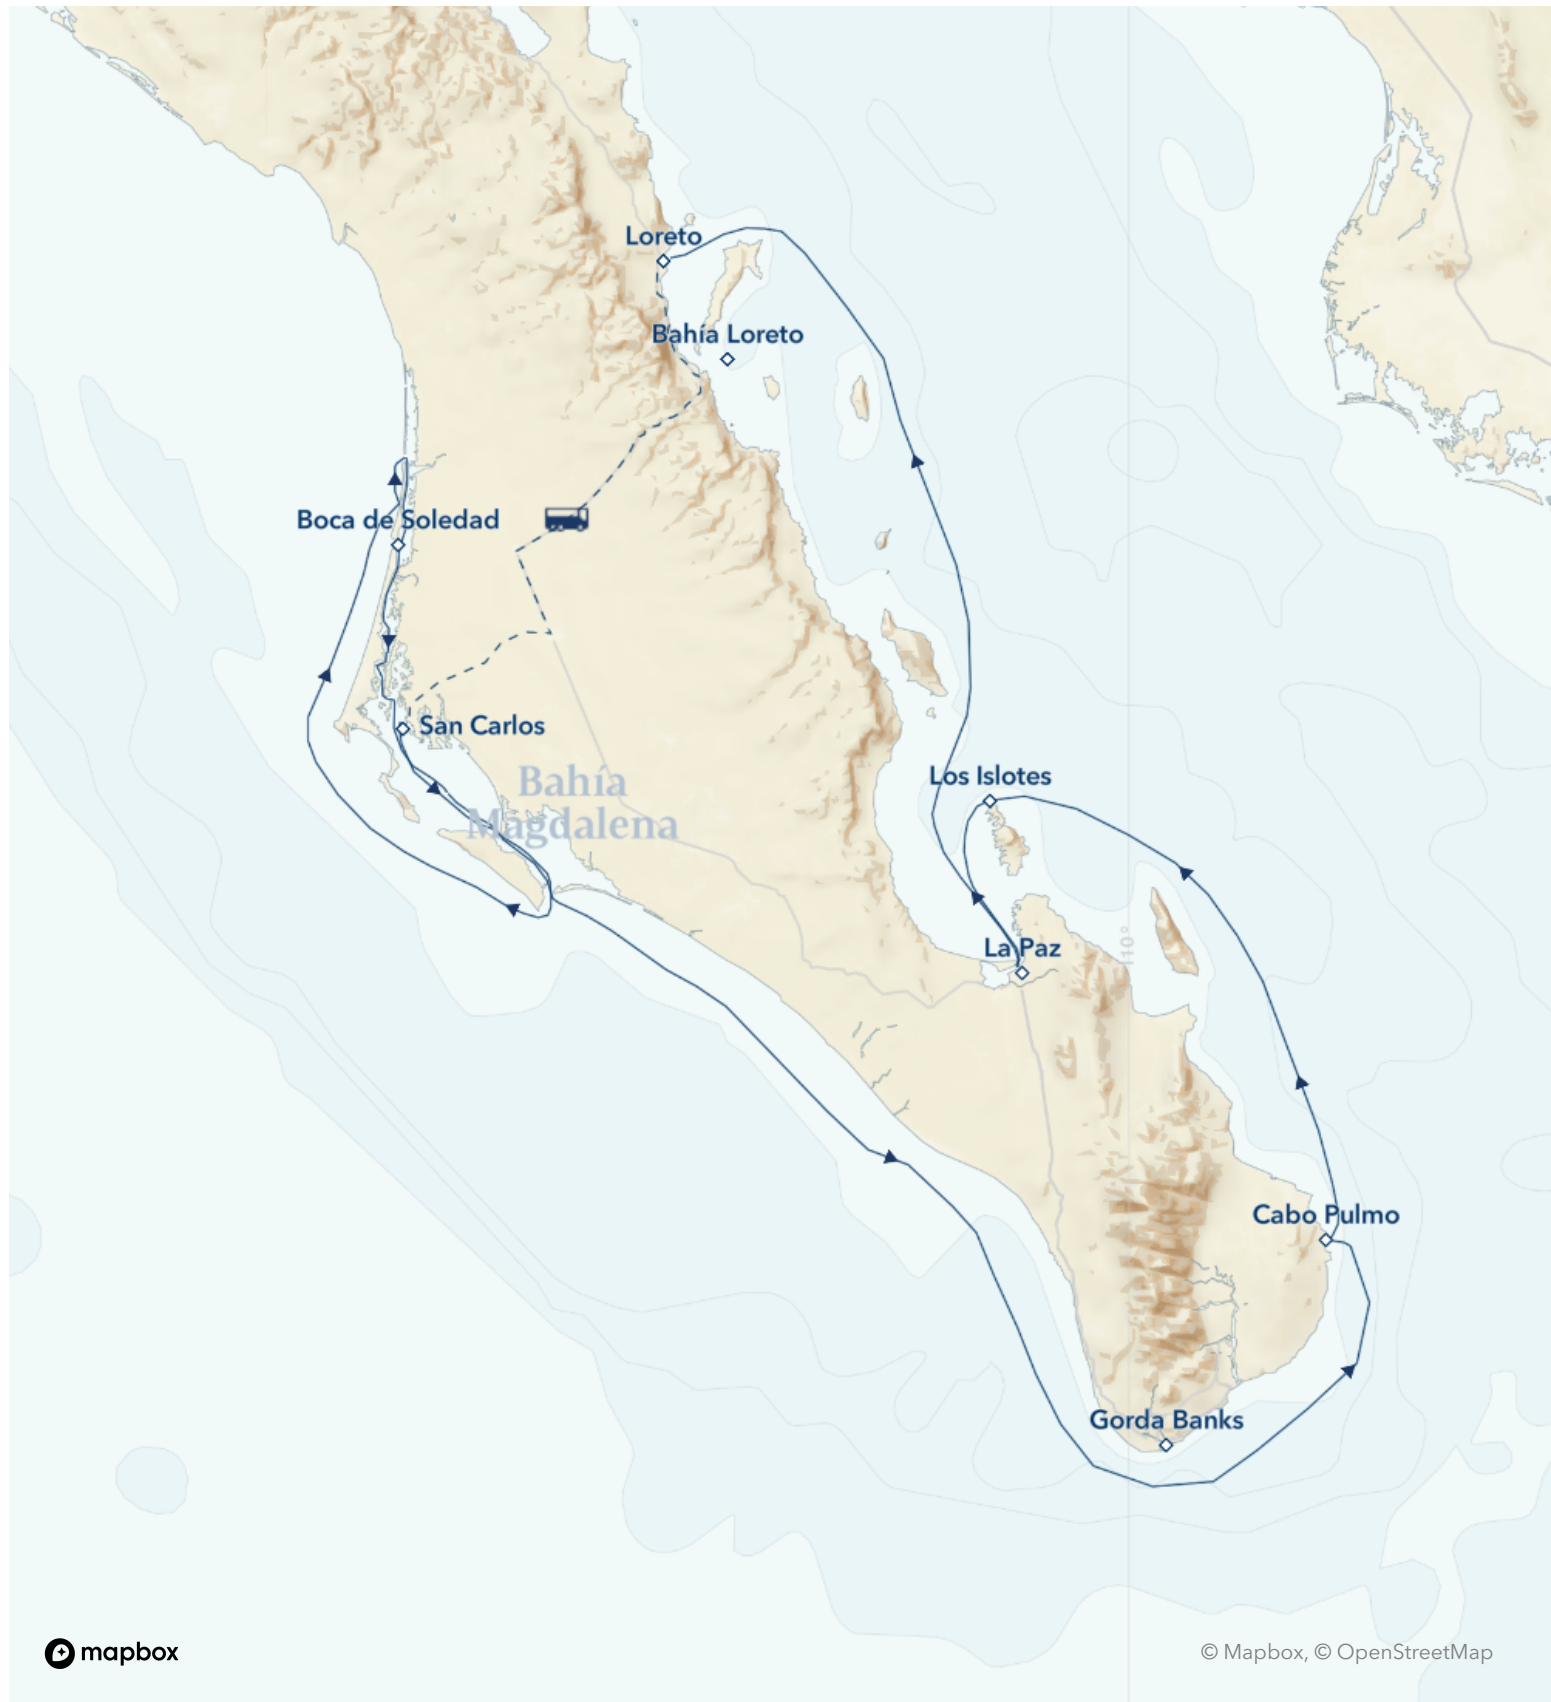 Loreto
Bahía Loreto
Boca de Soledad
San Carlos
Bahía
Magdalena
Los Islotes
La Paz
110°
Cabo Pulmo
Gorda Banks
mapbox
© Mapbox, © OpenStreetMap